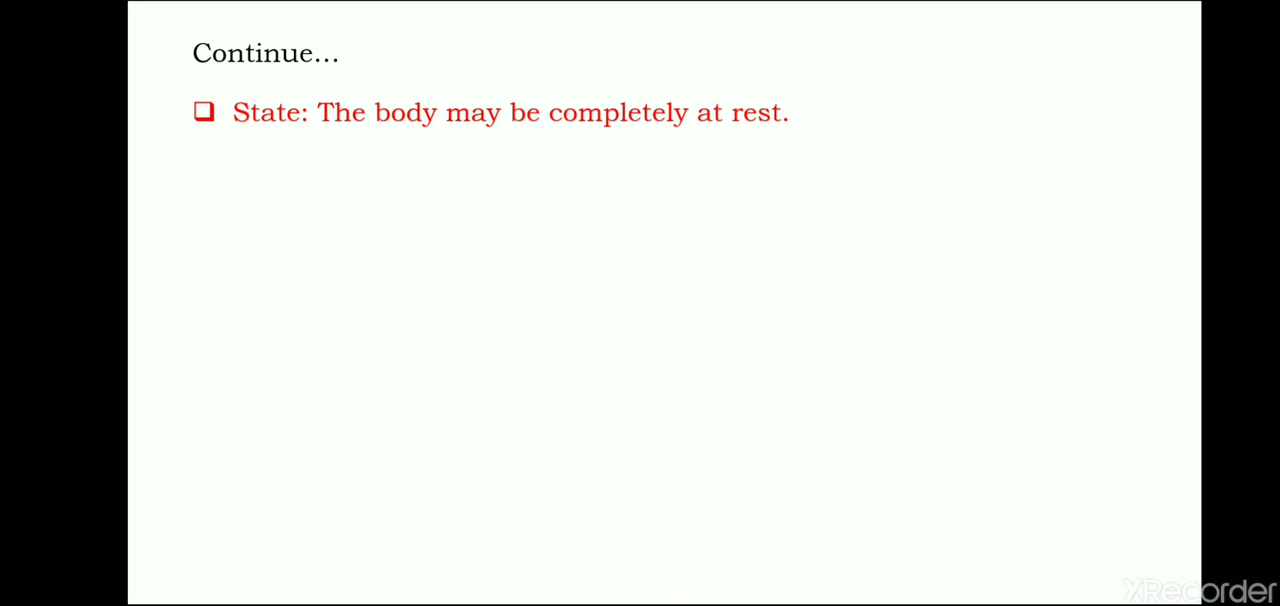 Continue...
❑ State: The body may be completely at rest.
XRecorder